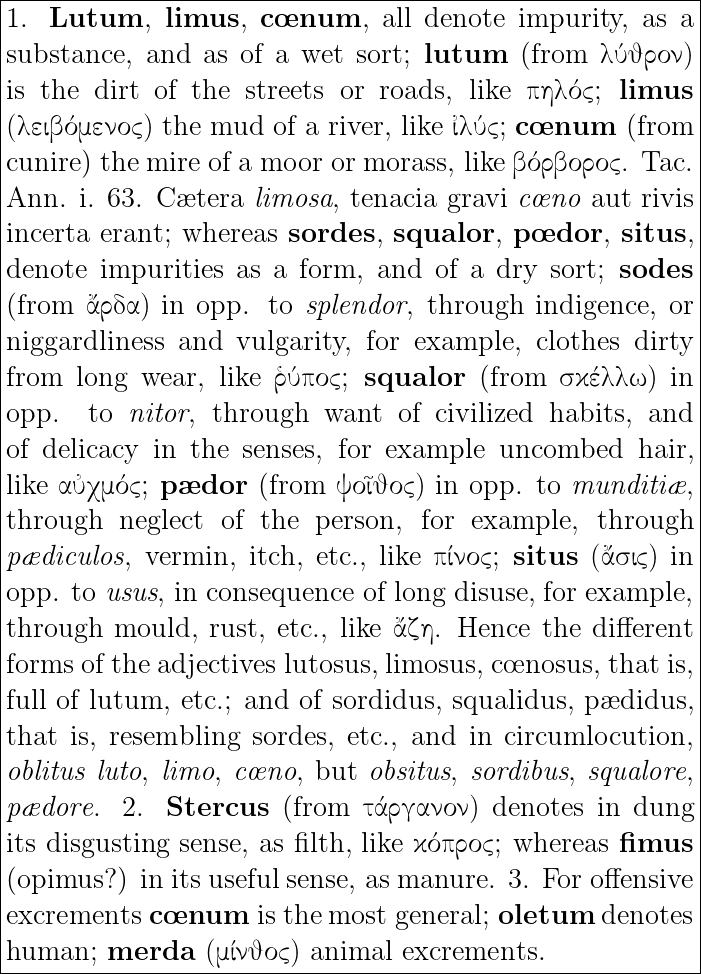 1. Lutum, limus, cœnum, all denote impurity, as a
substance, and as of a wet sort; lutum (from λύθρον)
is the dirt of the streets or roads, like πηλός; limus
(λειβόμενος) the mud of a river, like ἰλύς; cœnum (from
cunire) the mire of a moor or morass, like βόρβορος. Tac.
Ann. i. 63. Cætera limosa, tenacia gravi cœno aut rivis
incerta erant; whereas sordes, squalor, pœdor, situs,
denote impurities as a form, and of a dry sort; sodes
(from ἄρδα) in opp. to splendor, through indigence, or
niggardliness and vulgarity, for example, clothes dirty
from long wear, like ῥύπος; squalor (from σκέλλω) in
opp. to nitor, through want of civilized habits, and
of delicacy in the senses, for example uncombed hair,
like αὐχμός; pædor (from ψοῖθος) in opp. to munditiæ,
through neglect of the person, for example, through
pædiculos, vermin, itch, etc., like πίνος; situs (ἄσις) in
opp. to usus, in consequence of long disuse, for example,
through mould, rust, etc., like ἄζη. Hence the different
forms of the adjectives lutosus, limosus, cœnosus, that is,
full of lutum, etc.; and of sordidus, squalidus, pædidus,
that is, resembling sordes, etc., and in circumlocution,
oblitus luto, limo, cœno, but obsitus, sordibus, squalore,
pædore. 2. Stercus (from τάργανον) denotes in dung
its disgusting sense, as filth, like κόπρος; whereas fimus
(opimus?) in its useful sense, as manure. 3. For offensive
excrements cœnum is the most general; oletum denotes
human; merda (μίνθος) animal excrements.